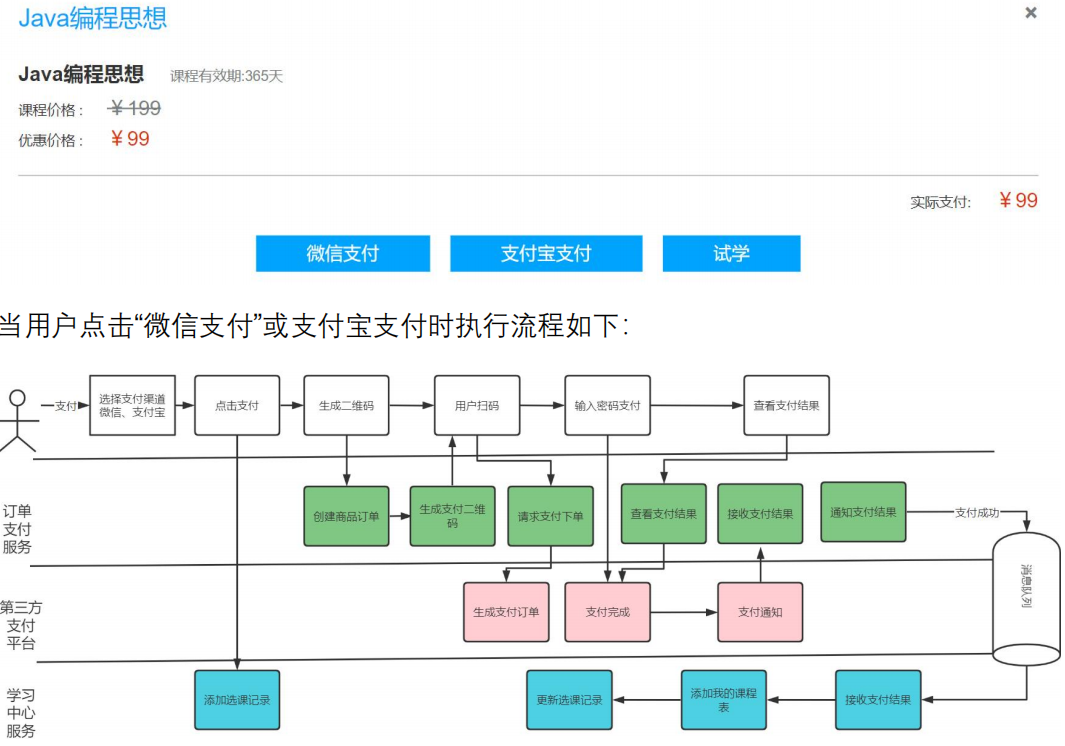 Java编程思想
×
Java编程思想 课程有效期:365天
课程价格： ￥199
优惠价格： ￥99
实际支付: ￥99
微信支付 支付宝支付 试学
当用户点击“微信支付”或支付宝支付时执行流程如下：
支付
选择支付渠道
微信、支付宝
点击支付
生成二维码
用户扫码
输入密码支付
查看支付结果
订单
支付
服务
创建商品订单
生成支付二维
码
请求支付下单
查看支付结果
接收支付结果
通知支付结果
支付成功
消息队列
第三方
支付
平台
生成支付订单
支付完成
支付通知
学习
中心
服务
添加选课记录
更新选课记录
添加我的课程
表
接收支付结果